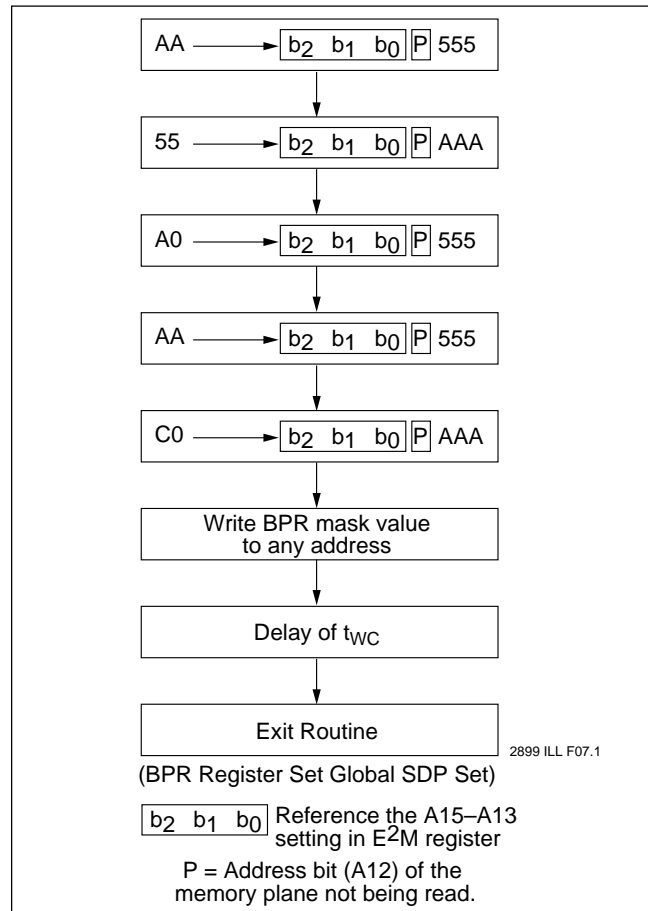 AA b2 b1 b0 P 555
55 b2 b1 b0 P AAA
A0 b2 b1 b0 P 555
AA b2 b1 b0 P 555
C0 b2 b1 b0 P AAA
Write BPR mask value
to any address
Delay of tWC
Exit Routine
2899 ILL F07.1
(BPR Register Set Global SDP Set)
b2 b1 b0 Reference the A15–A13
setting in E2M register
P = Address bit (A12) of the
memory plane not being read.